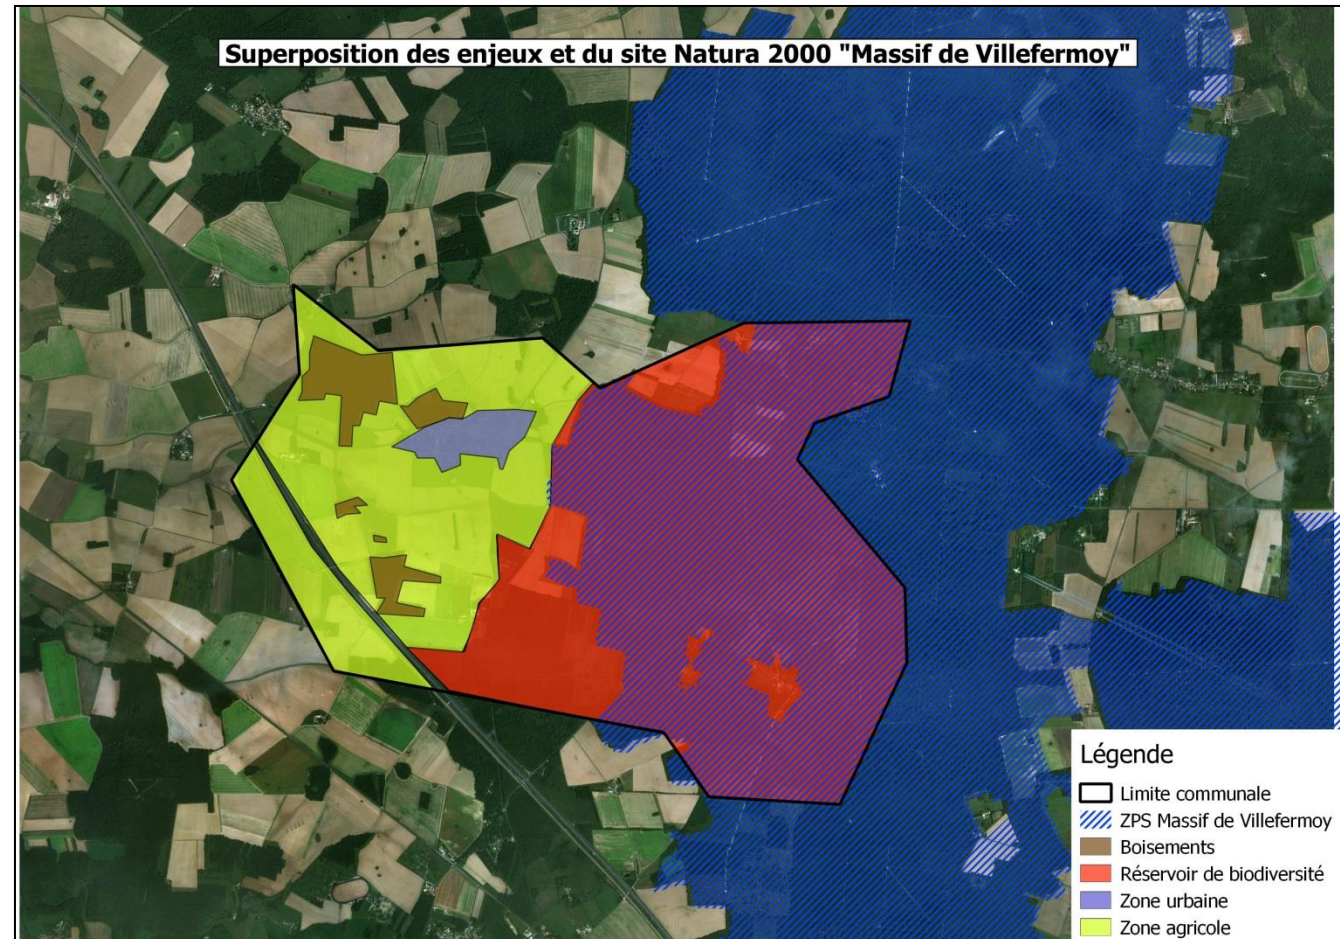 Superposition des enjeux et du site Natura 2000 "Massif de Villefermoy"
Légende
Limite communale
ZPS Massif de Villefermoy
Boisements
Réservoir de biodiversité
Zone urbaine
Zone agricole